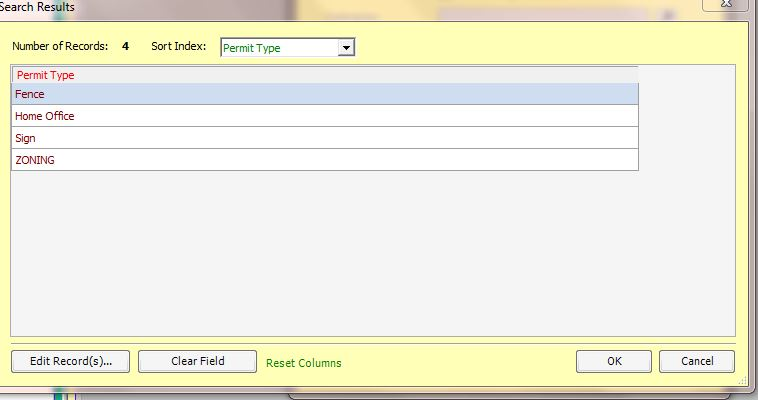 Search Results
Number of Records: 4 Sort Index: Permit Type
Permit Type
Fence
Home Office
Sign
ZONING
Edit Record(s)... Clear Field Reset Columns OK Cancel